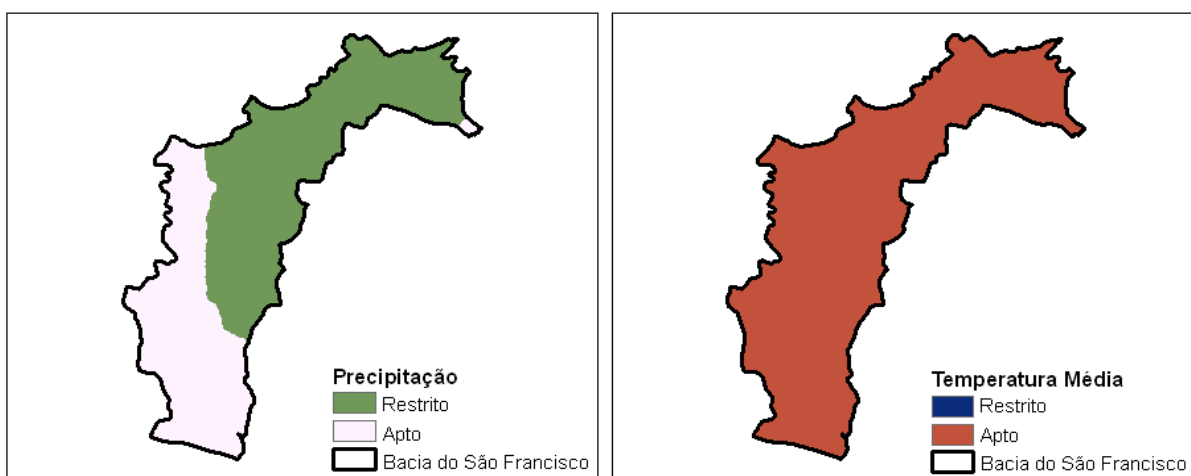 Precipitação
Restrito
Apto
Bacia do São Francisco
Temperatura Média
Restrito
Apto
Bacia do São Francisco